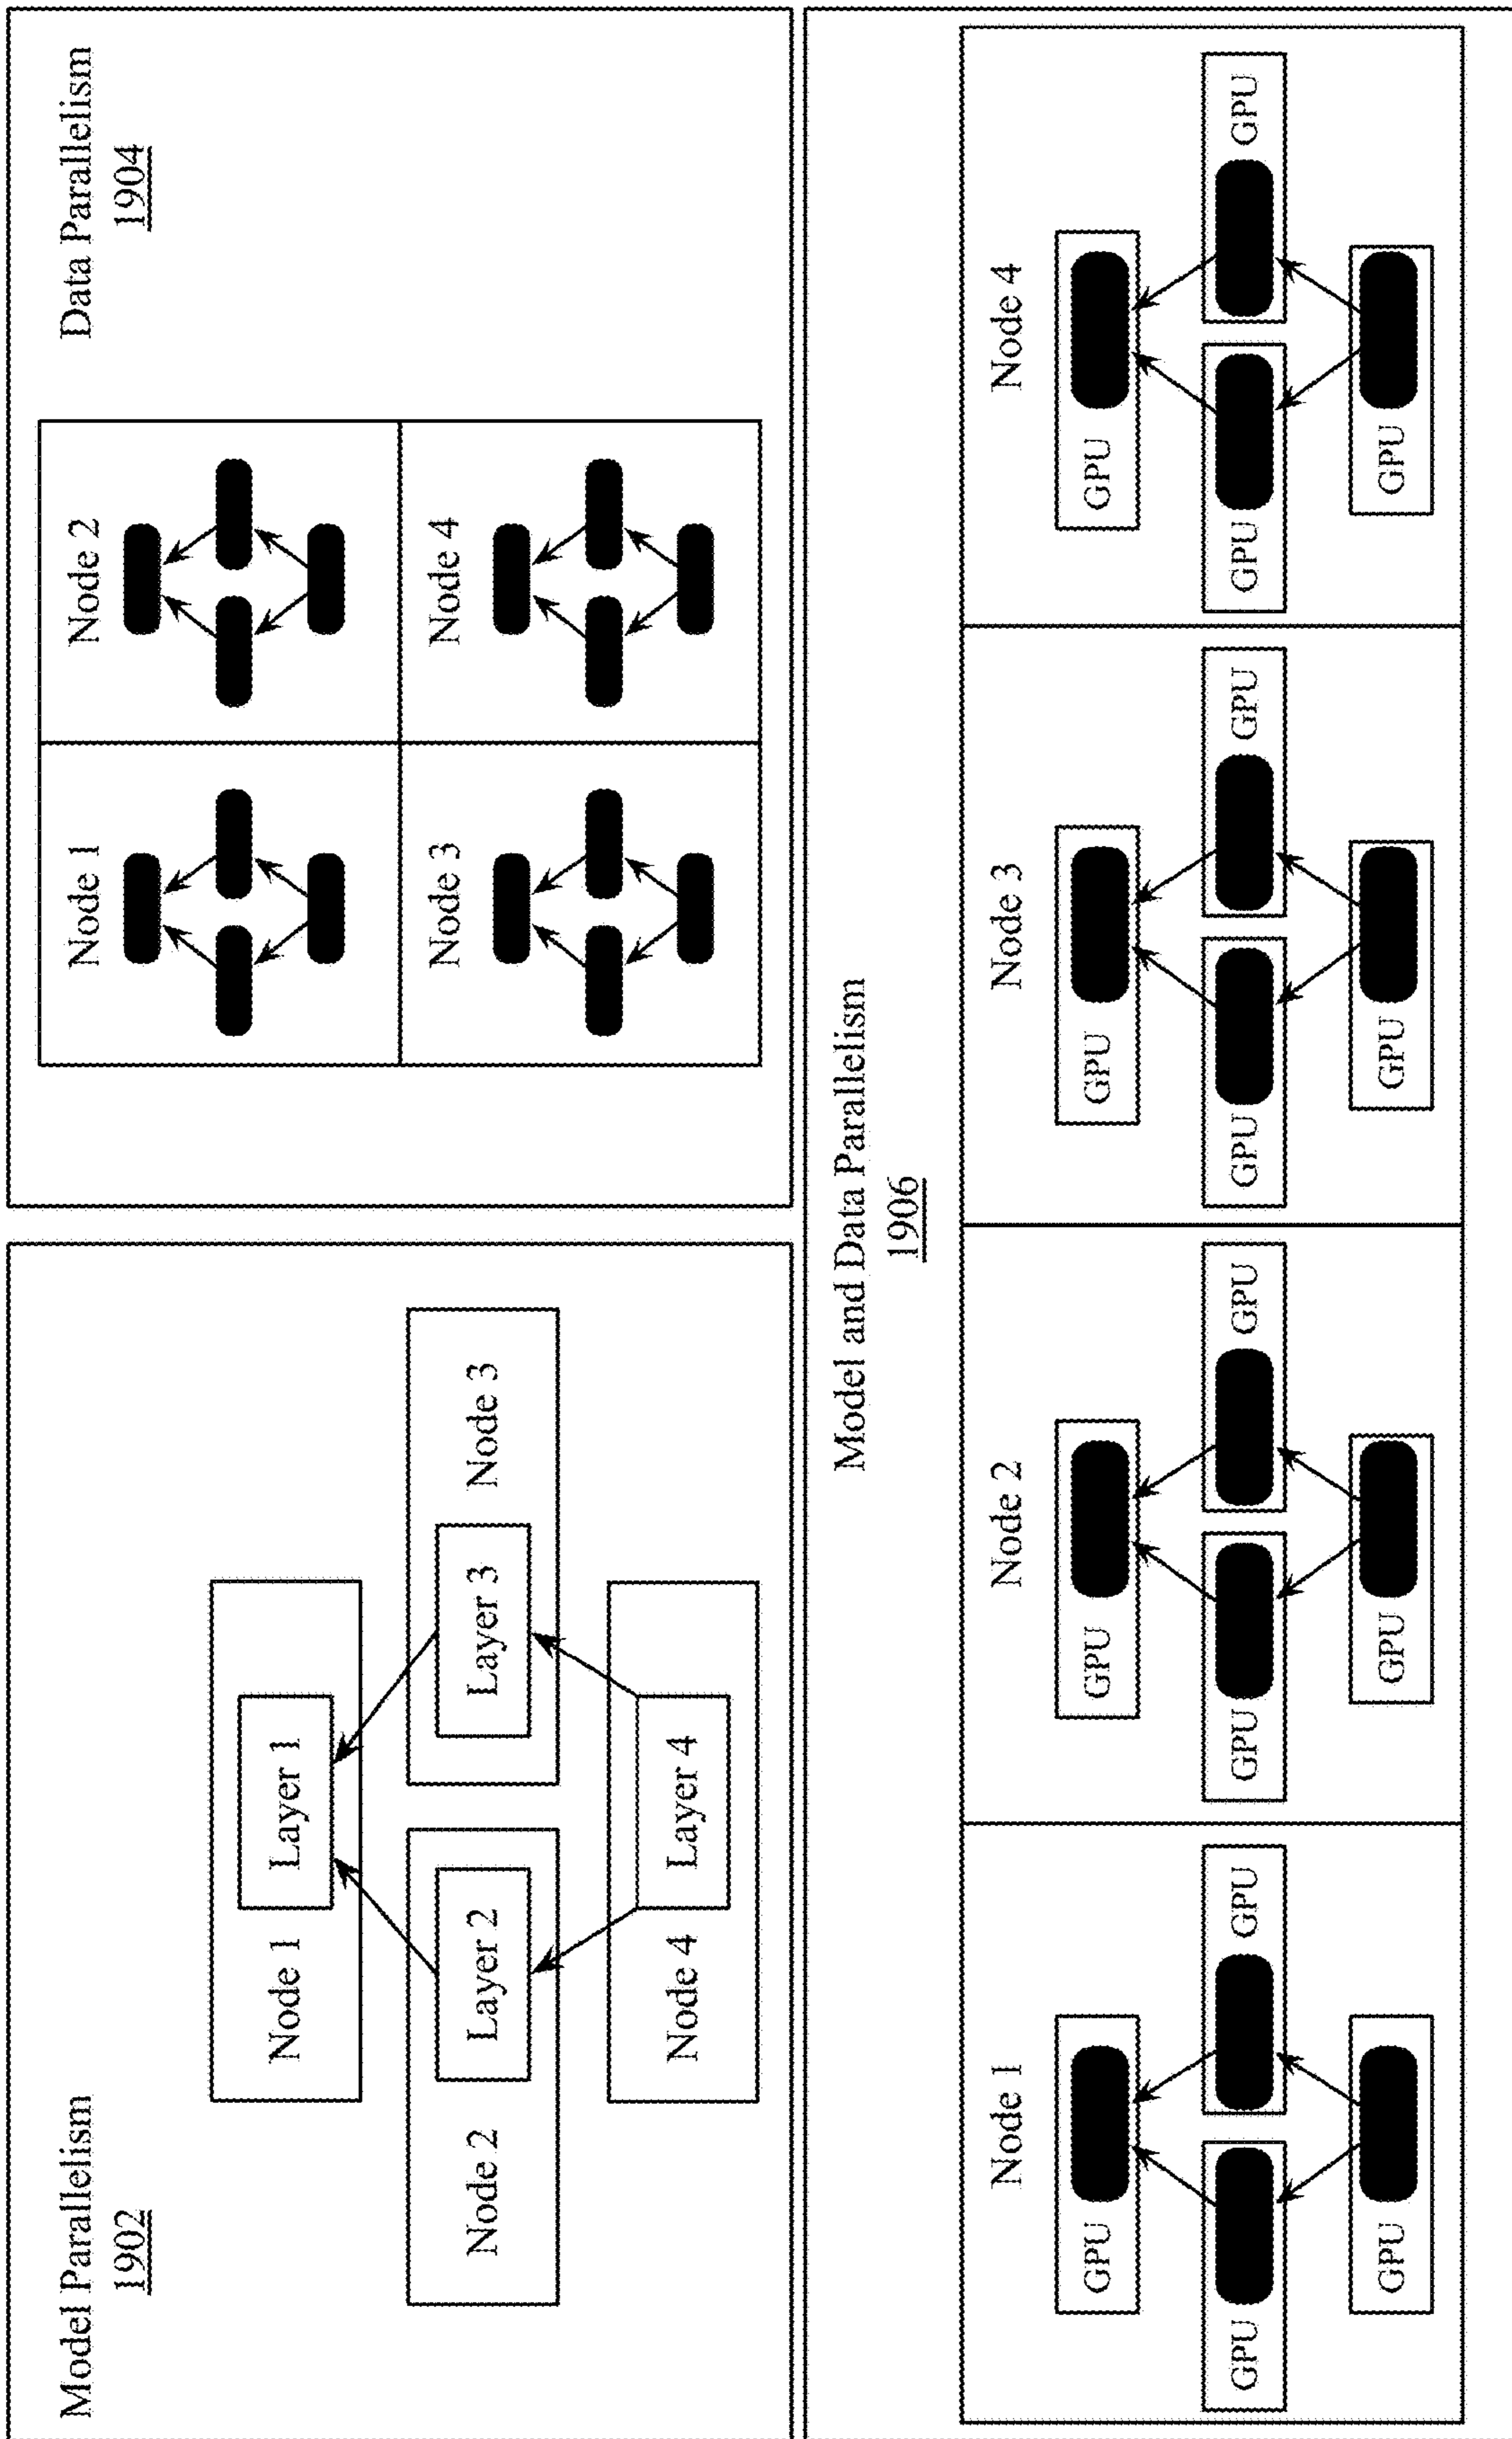 Model Parallelism
1902
Node 1
Layer 1
Node 2
Layer 2
Layer 3
Node 3
Node 4
Layer 4
Data Parallelism
1904
Node 1
Node 2
Node 3
Node 4
Model and Data Parallelism
1906
Node 1
GPU
GPU
GPU
GPU
Node 2
GPU
GPU
GPU
GPU
Node 3
GPU
GPU
GPU
GPU
Node 4
GPU
GPU
GPU
GPU